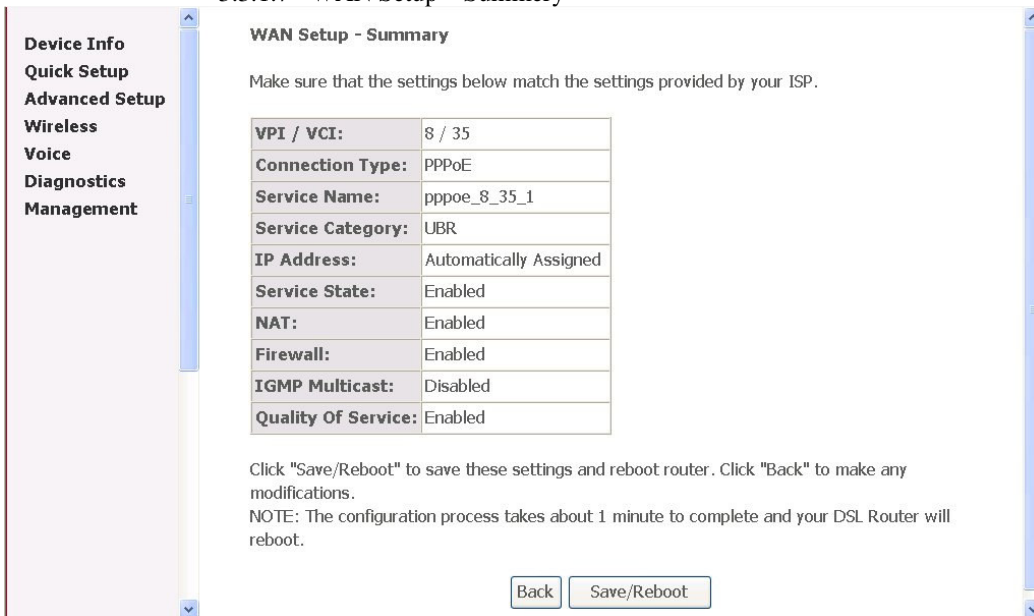 WAN Setup – Summery
Device Info
Quick Setup
Advanced Setup
Wireless
Voice
Diagnostics
Management
WAN Setup - Summary
Make sure that the settings below match the settings provided by your ISP.
VPI / VCI: 8 / 35
Connection Type: PPPoE
Service Name: pppoe_8_35_1
Service Category: UBR
IP Address: Automatically Assigned
Service State: Enabled
NAT: Enabled
Firewall: Enabled
IGMP Multicast: Disabled
Quality Of Service: Enabled
Click "Save/Reboot" to save these settings and reboot router. Click "Back" to make any
modifications.
NOTE: The configuration process takes about 1 minute to complete and your DSL Router will
reboot.
Back Save/Reboot